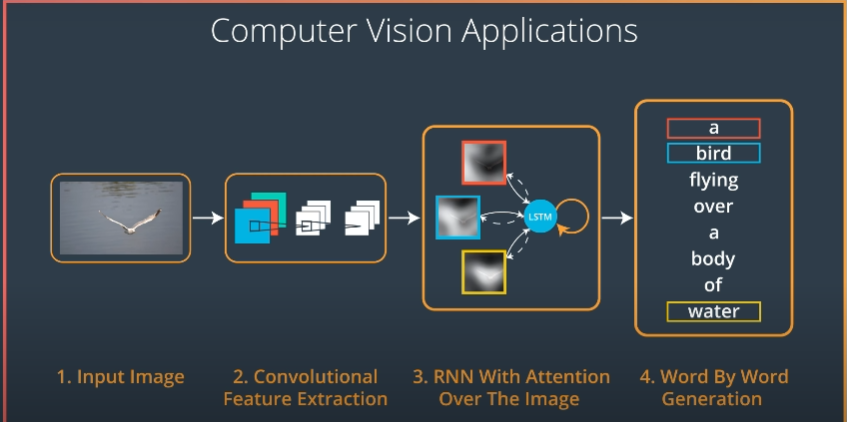 Computer Vision Applications
LSTM
a
bird
flying
over
a
body
of
water
1. Input Image
2. Convolutional
Feature Extraction
3. RNN With Attention
Over The Image
4. Word By Word
Generation